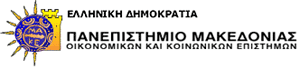 ΕΛΛΗΝΙΚΗ ΔΗΜΟΚΡΑΤΙΑ
ΠΑΝΕΠΙΣΤΗΜΙΟ ΜΑΚΕΔΟΝΙΑΣ
ΟΙΚΟΝΟΜΙΚΩΝ ΚΑΙ ΚΟΙΝΩΝΙΚΩΝ ΕΠΙΣΤΗΜΩΝ